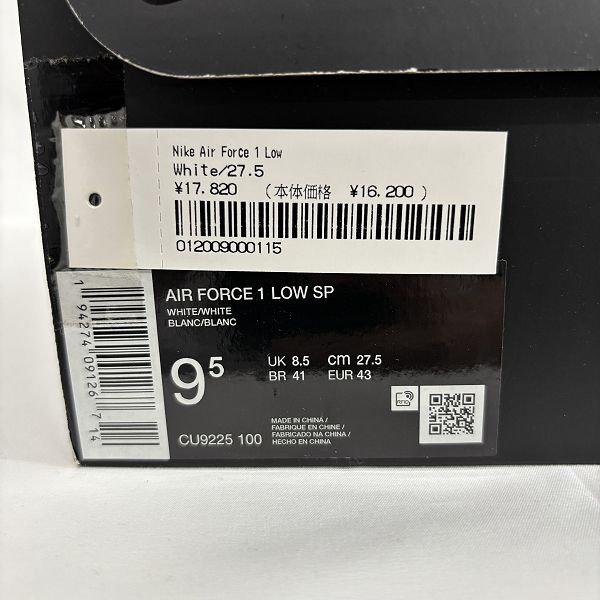 Nike Air Force 1 Low
White/27.5
¥17.820 (本体価格 ¥16.200)
012009000115
AIR FORCE 1 LOW SP
WHITE/WHITE
BLANC/BLANC
9⁵
UK 8.5 cm 27.5
BR 41 EUR 43
MADE IN CHINA /
FABRIQUE EN CHINE /
FABRICADO NA CHINA /
HECHO EN CHINA
CU9225 100
1 94274 09126 7 14